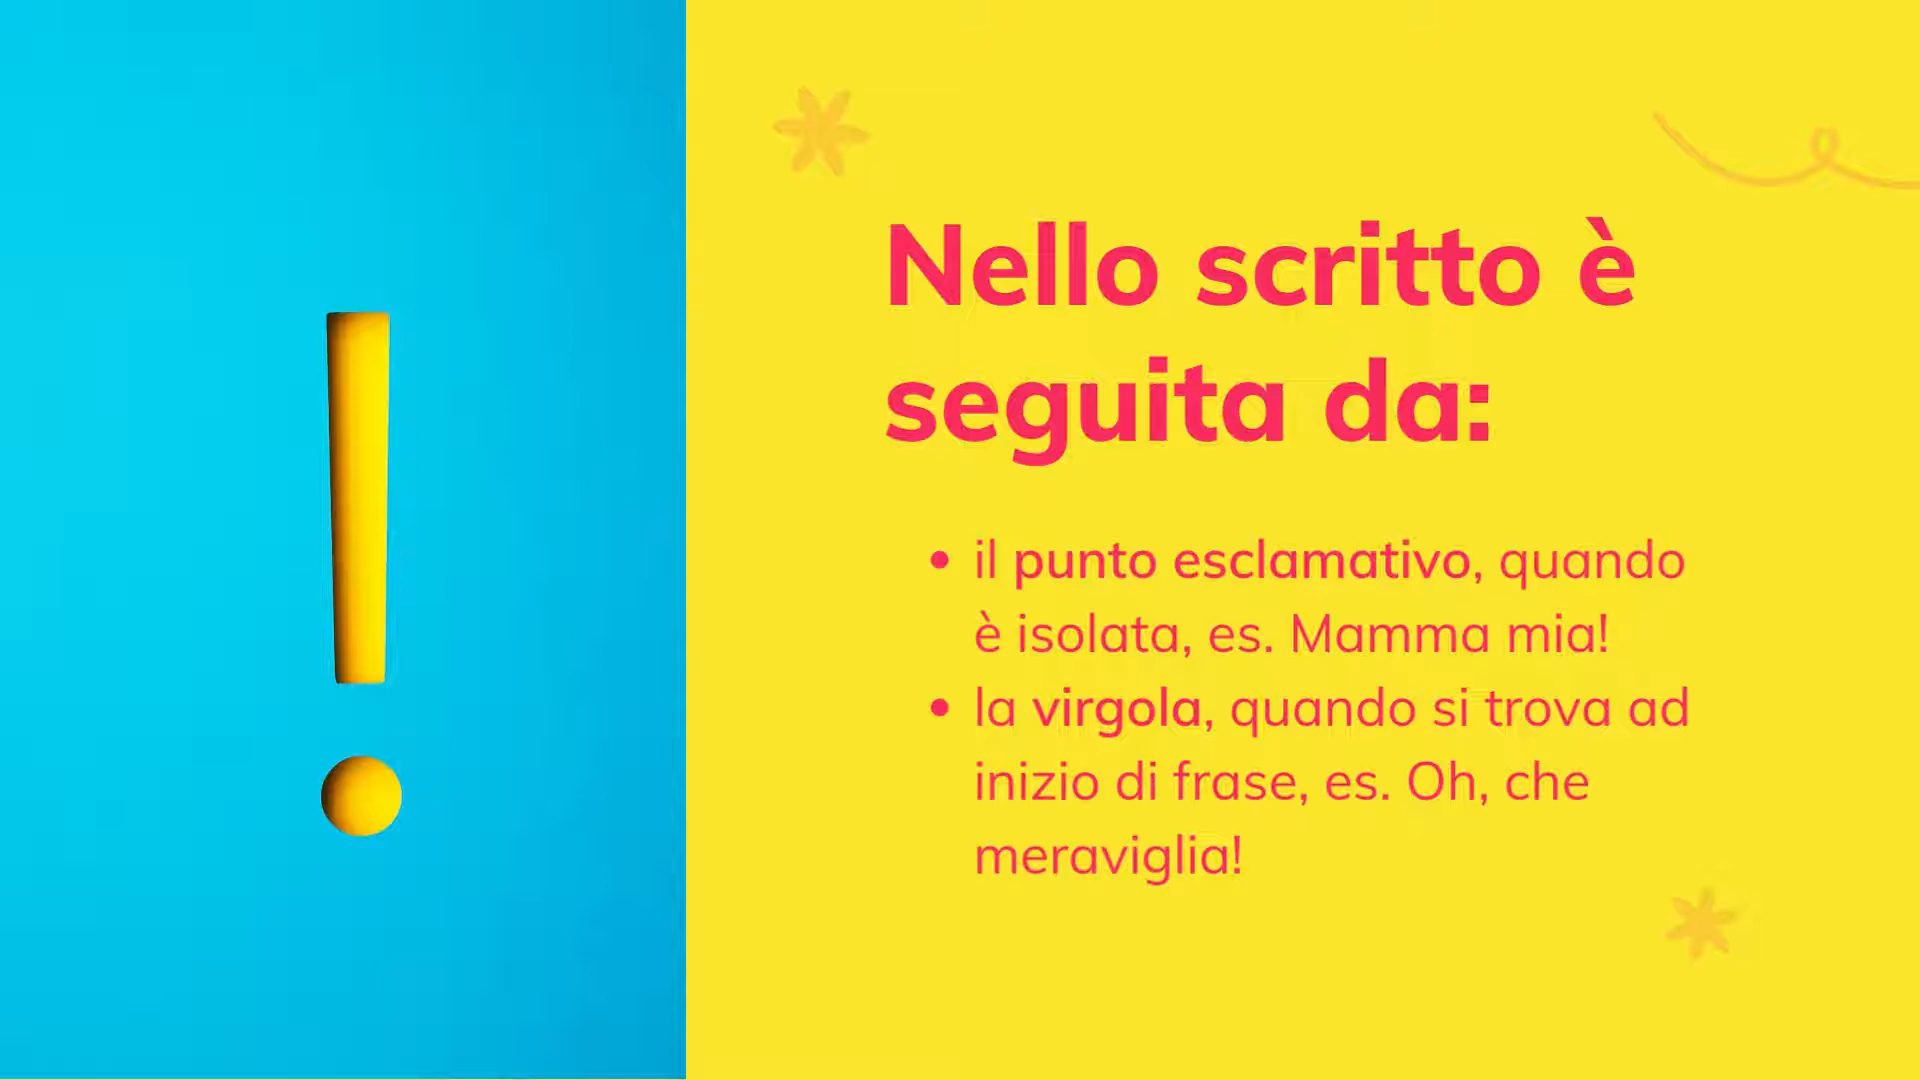 Nello scritto è
seguita da:
• il punto esclamativo, quando
è isolata, es. Mamma mia!
• la virgola, quando si trova ad
inizio di frase, es. Oh, che
meraviglia!